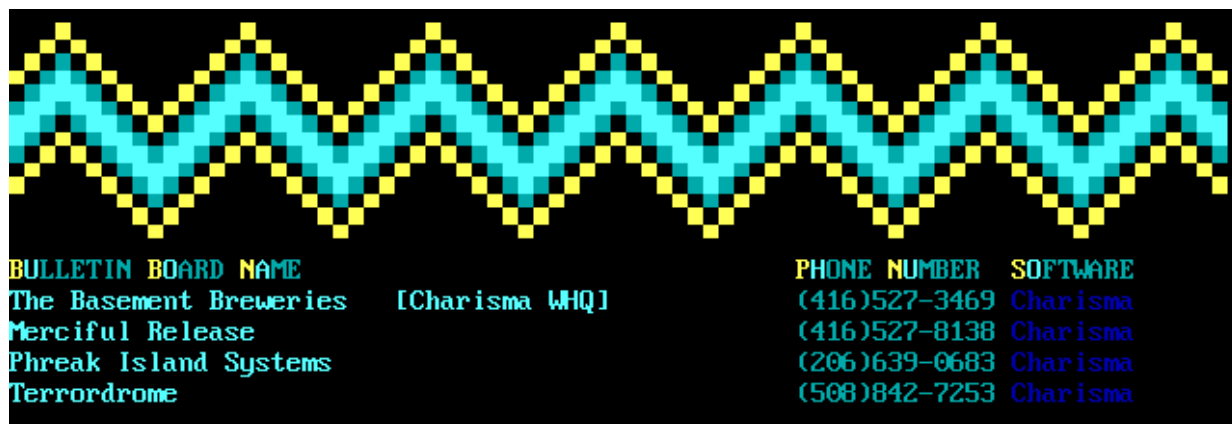 BULLETIN BOARD NAME PHONE NUMBER SOFTWARE
The Basement Breweries [Charisma WHQ] (416)527-3469 Charisma
Merciful Release (416)527-8138 Charisma
Phreak Island Systems (206)639-0683 Charisma
Terrordrome (508)842-7253 Charisma